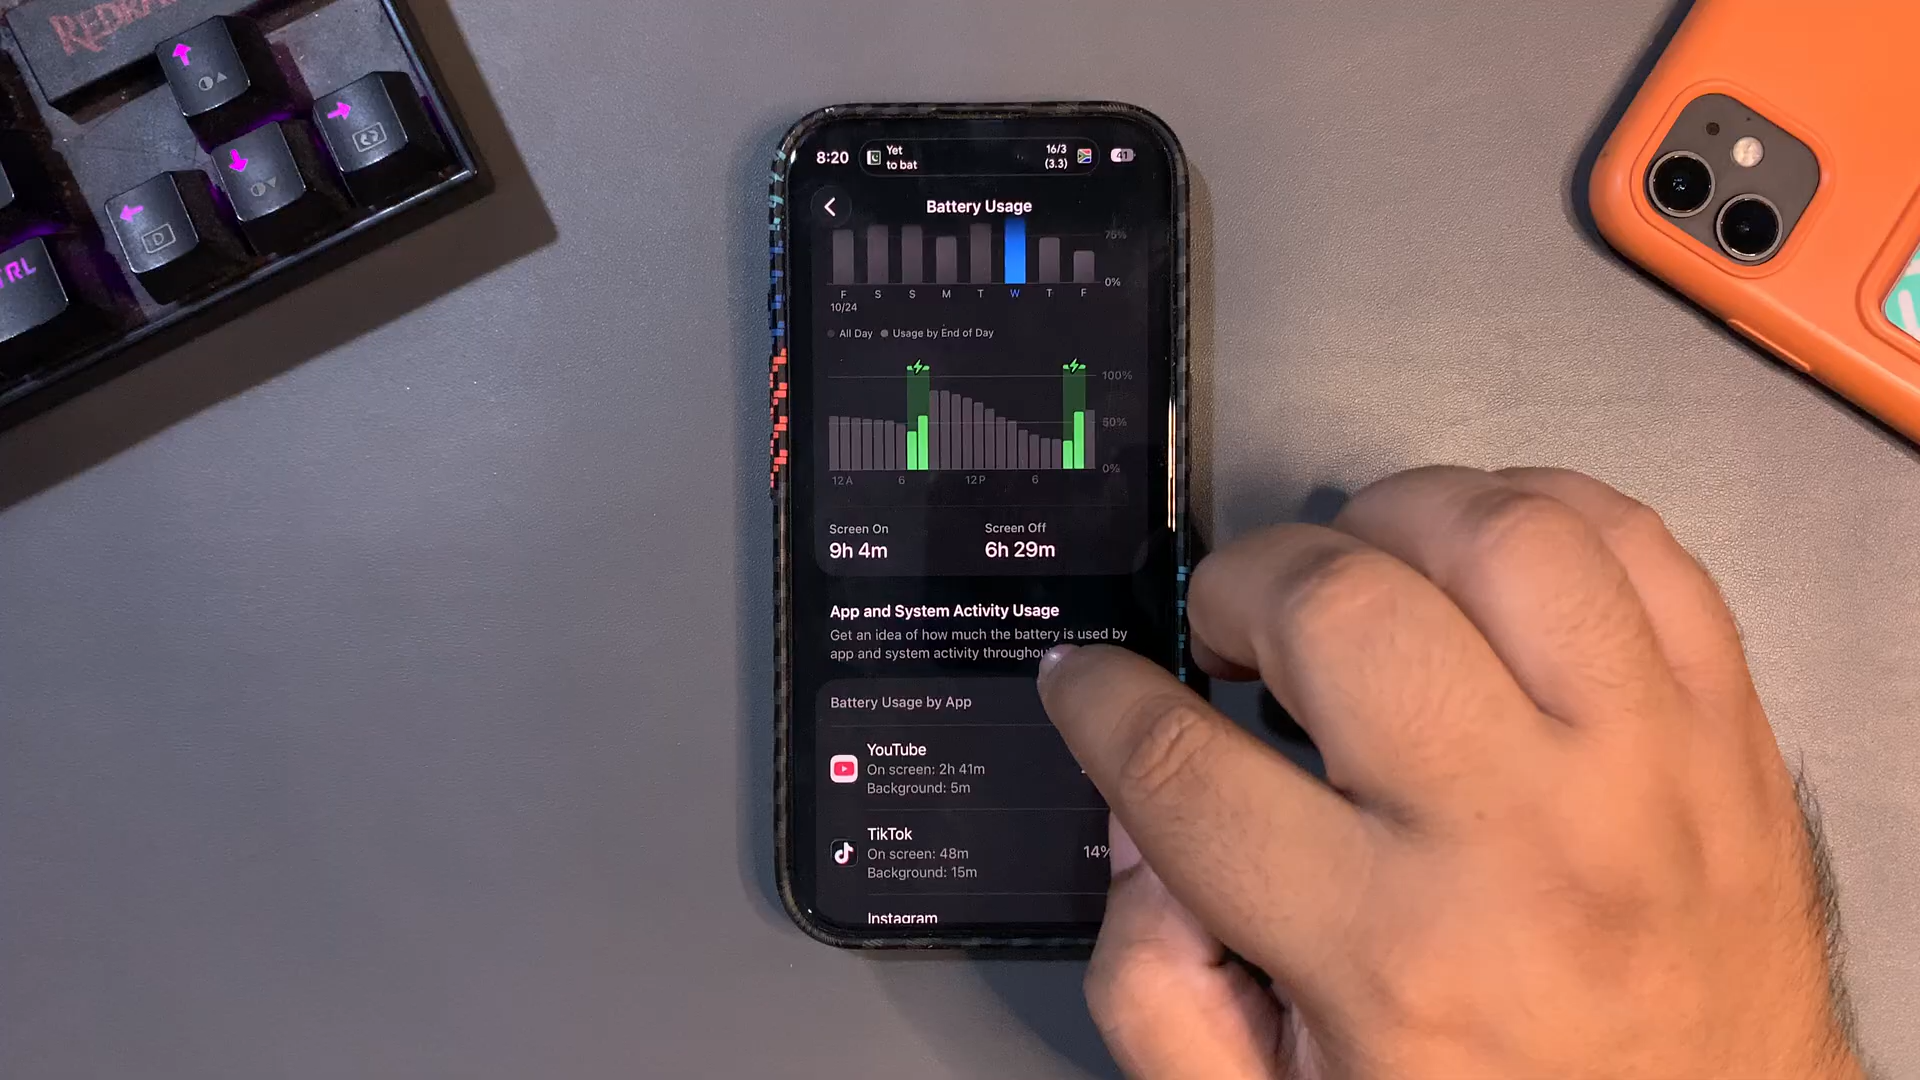 REDRA
D
TRL
8:20
Yet
to bat
16/3
(3.3)
41
Battery Usage
75%
0%
F S S M T W T F
10/24
All Day Usage by End of Day
100%
50%
0%
12 A 6 12 P 6
Screen On
9h 4m
Screen Off
6h 29m
App and System Activity Usage
Get an idea of how much the battery is used by
app and system activity throughou
Battery Usage by App
YouTube
On screen: 2h 41m
Background: 5m
TikTok
On screen: 48m
Background: 15m
14%
Instagram